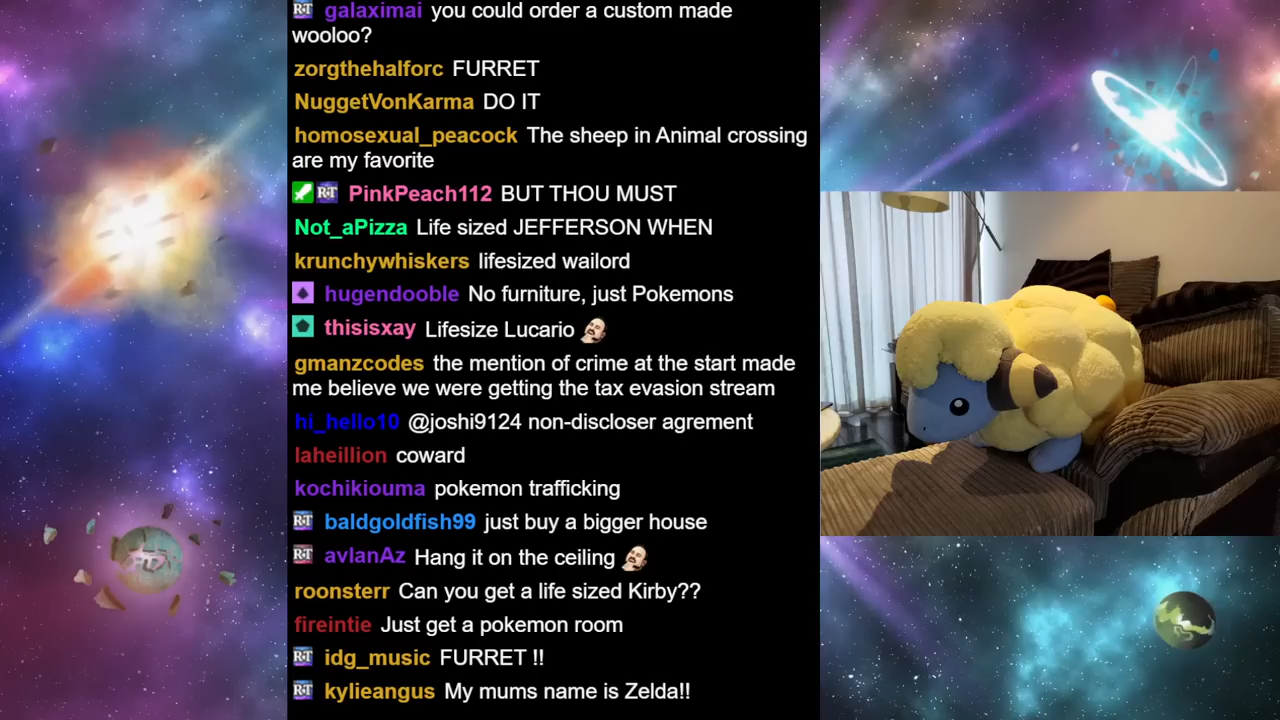 galaximai you could order a custom made
wooloo?
zorgthehalforc FURRET
NuggetVonKarma DO IT
homosexual_peacock The sheep in Animal crossing
are my favorite
RT PinkPeach112 BUT THOU MUST
Not_aPizza Life sized JEFFERSON WHEN
krunchywhiskers lifesized wailord
hugendooble No furniture, just Pokemons
thisisxay Lifesize Lucario
gmanzcodes the mention of crime at the start made
me believe we were getting the tax evasion stream
hi_hello10 @joshi9124 non-discloser agrement
laheillion coward
kochikiouma pokemon trafficking
RT baldgoldfish99 just buy a bigger house
RT avlanAz Hang it on the ceiling
roonsterr Can you get a life sized Kirby??
fireintie Just get a pokemon room
RT idg_music FURRET !!
RT kylieangus My mums name is Zelda!!